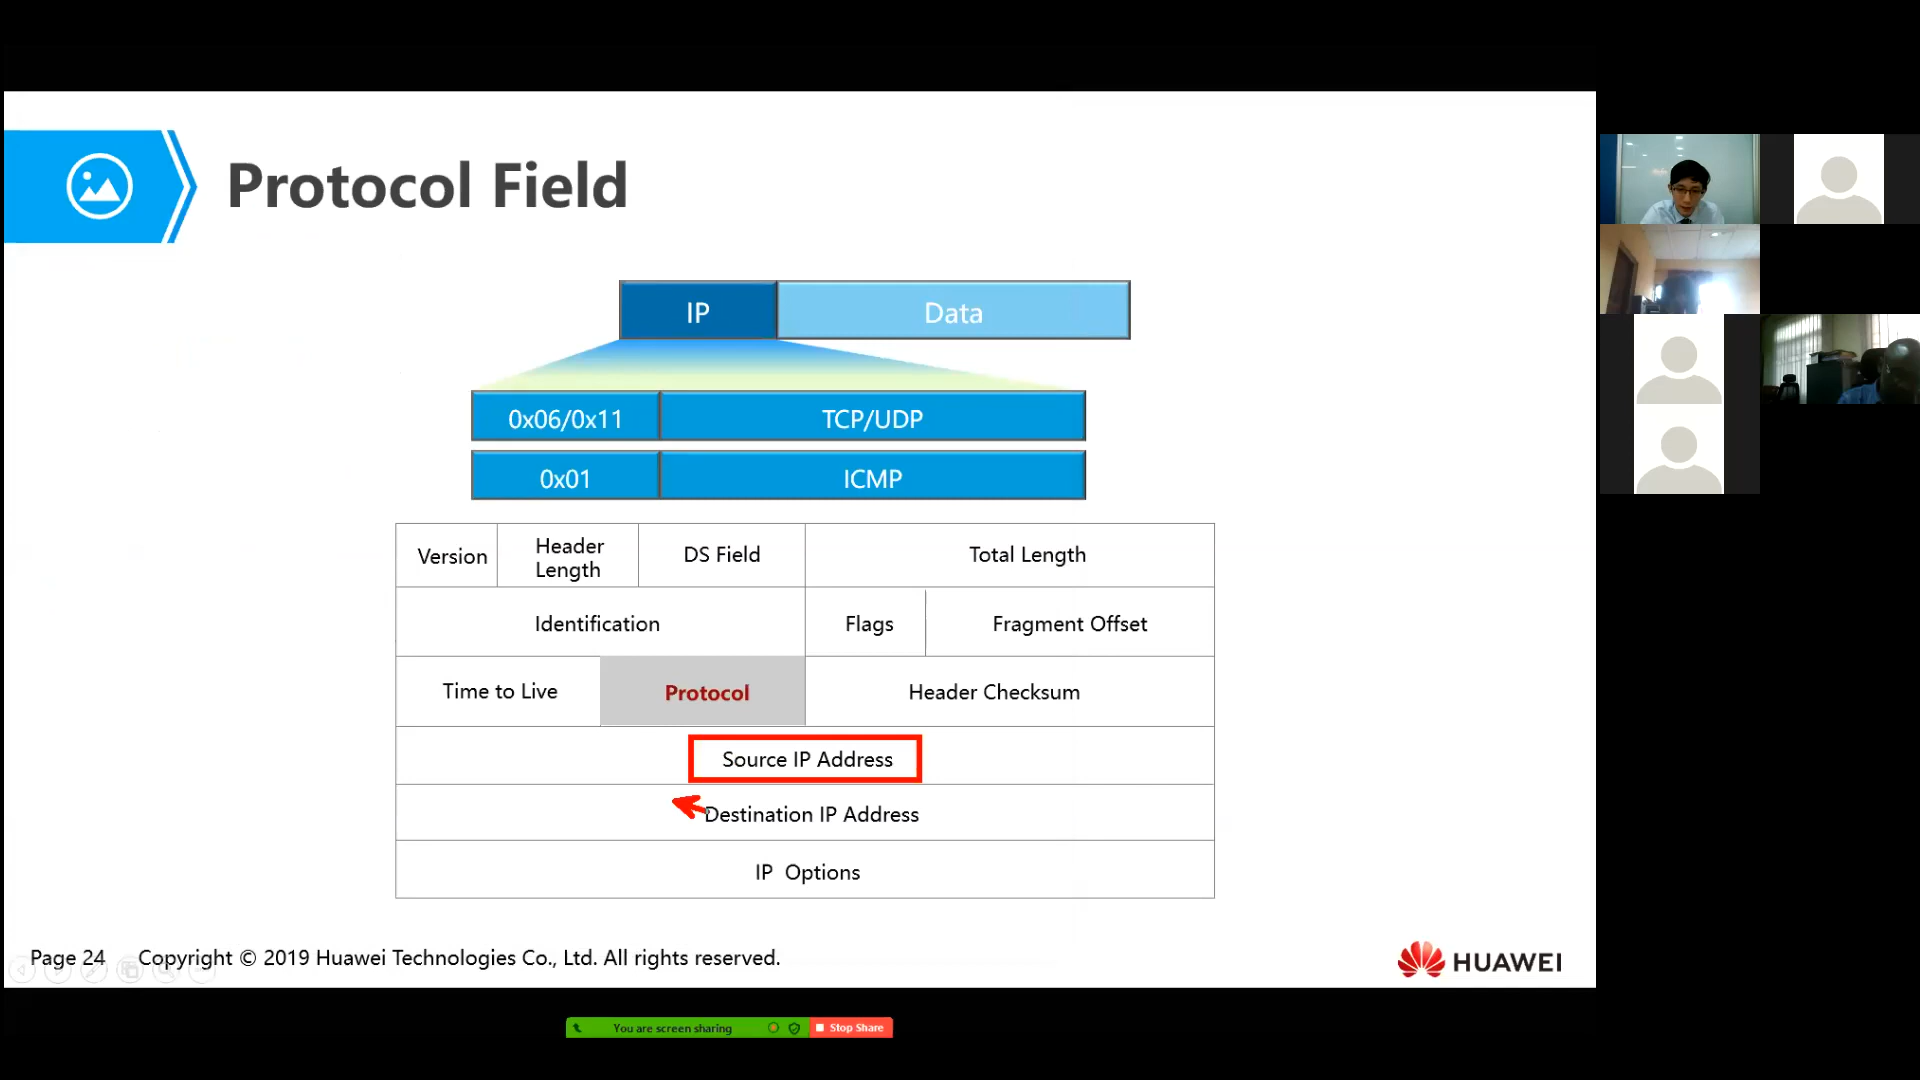 Protocol Field
IP Data
0x06/0x11 TCP/UDP
0x01 ICMP
Version Header Length DS Field Total Length
Identification Flags Fragment Offset
Time to Live Protocol Header Checksum
Source IP Address
Destination IP Address
IP Options
Page 24 Copyright © 2019 Huawei Technologies Co., Ltd. All rights reserved.
HUAWEI
You are screen sharing Stop Share